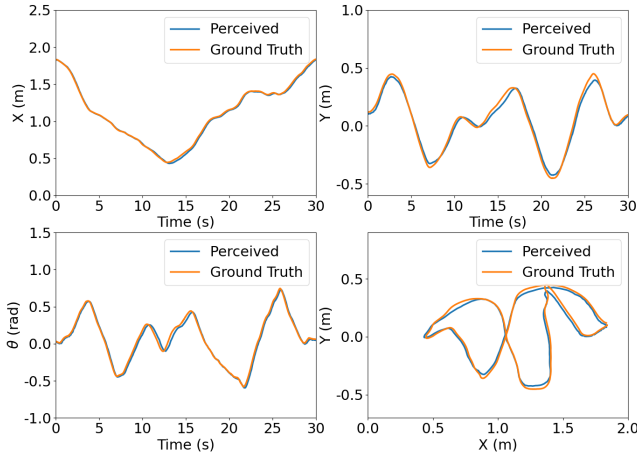 2.5
2.0
1.5
1.0
0.5
0.0
X (m)
Perceived
Ground Truth
0 5 10 15 20 25 30
Time (s)
1.0
0.5
0.0
-0.5
Y (m)
Perceived
Ground Truth
0 5 10 15 20 25 30
Time (s)
1.5
1.0
0.5
0.0
-0.5
-1.0
θ (rad)
Perceived
Ground Truth
0 5 10 15 20 25 30
Time (s)
0.5
0.0
-0.5
Y (m)
Perceived
Ground Truth
0.0 0.5 1.0 1.5 2.0
X (m)